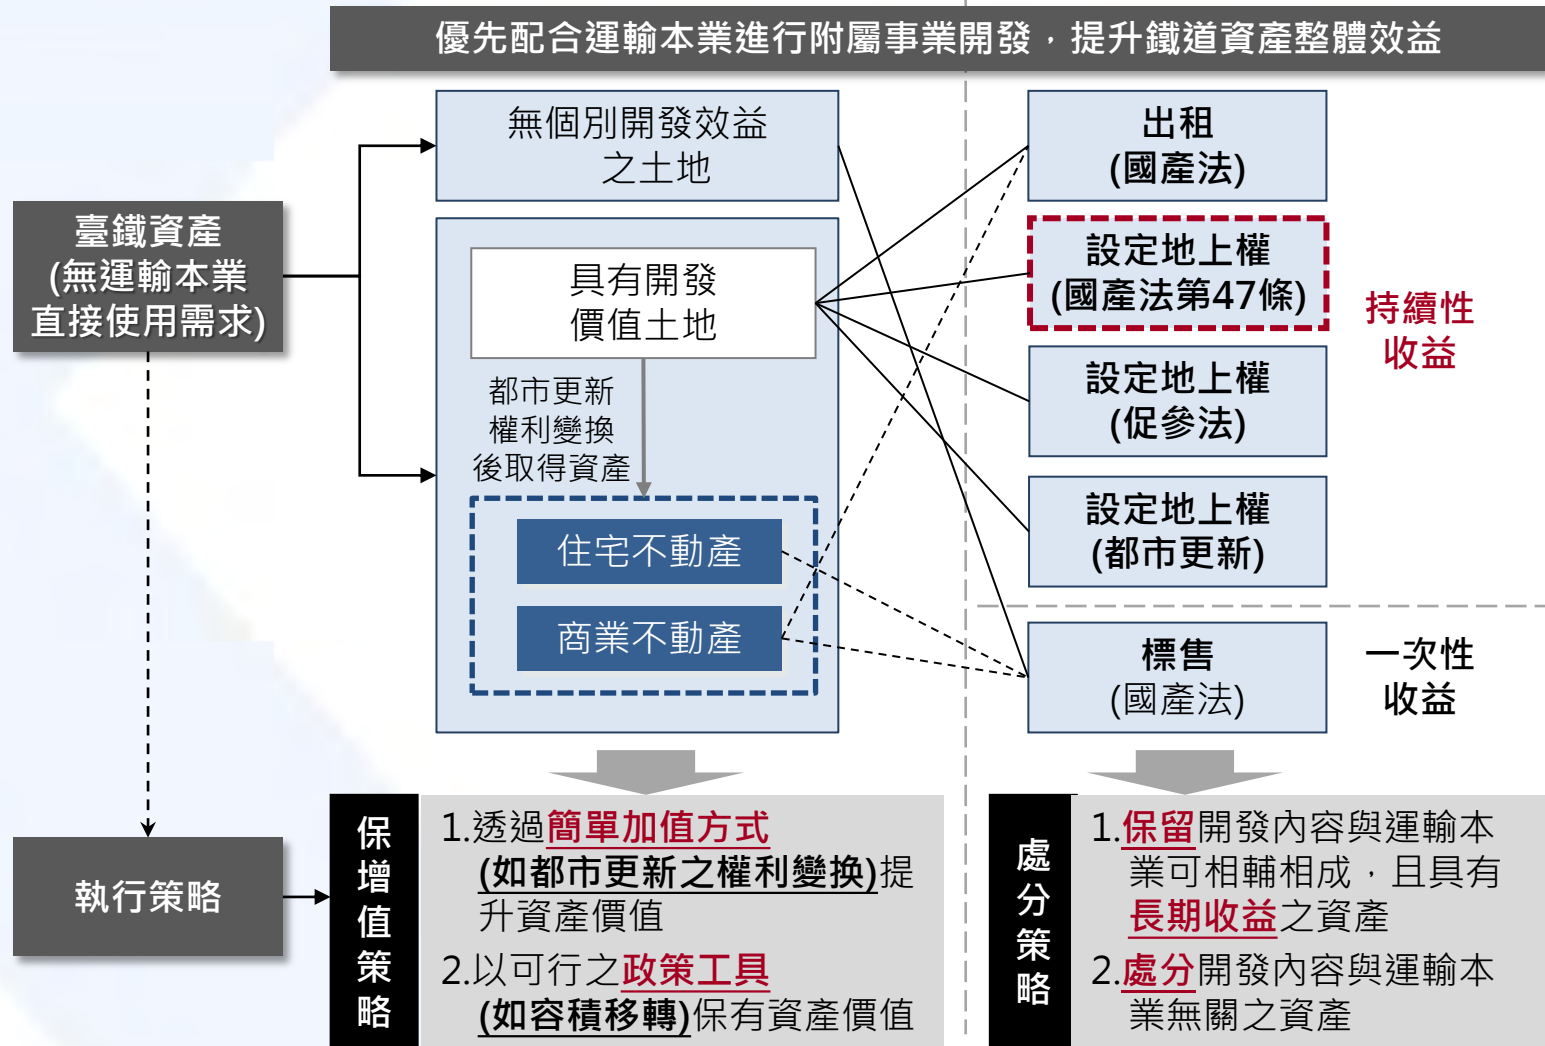 優先配合運輸本業進行附屬事業開發，提升鐵道資產整體效益
臺鐵資產
(無運輸本業
直接使用需求)
無個別開發效益
之土地
具有開發
價值土地
都市更新
權利變換
後取得資產
住宅不動產
商業不動產
出租
(國產法)
設定地上權
(國產法第47條)
設定地上權
(促參法)
設定地上權
(都市更新)
標售
(國產法)
持續性
收益
一次性
收益
執行策略
保增值策略
1.透過簡單加值方式
(如都市更新之權利變換)提
升資產價值
2.以可行之政策工具
(如容積移轉)保有資產價值
處分策略
1.保留開發內容與運輸本
業可相輔相成，且具有
長期收益之資產
2.處分開發內容與運輸本
業無關之資產